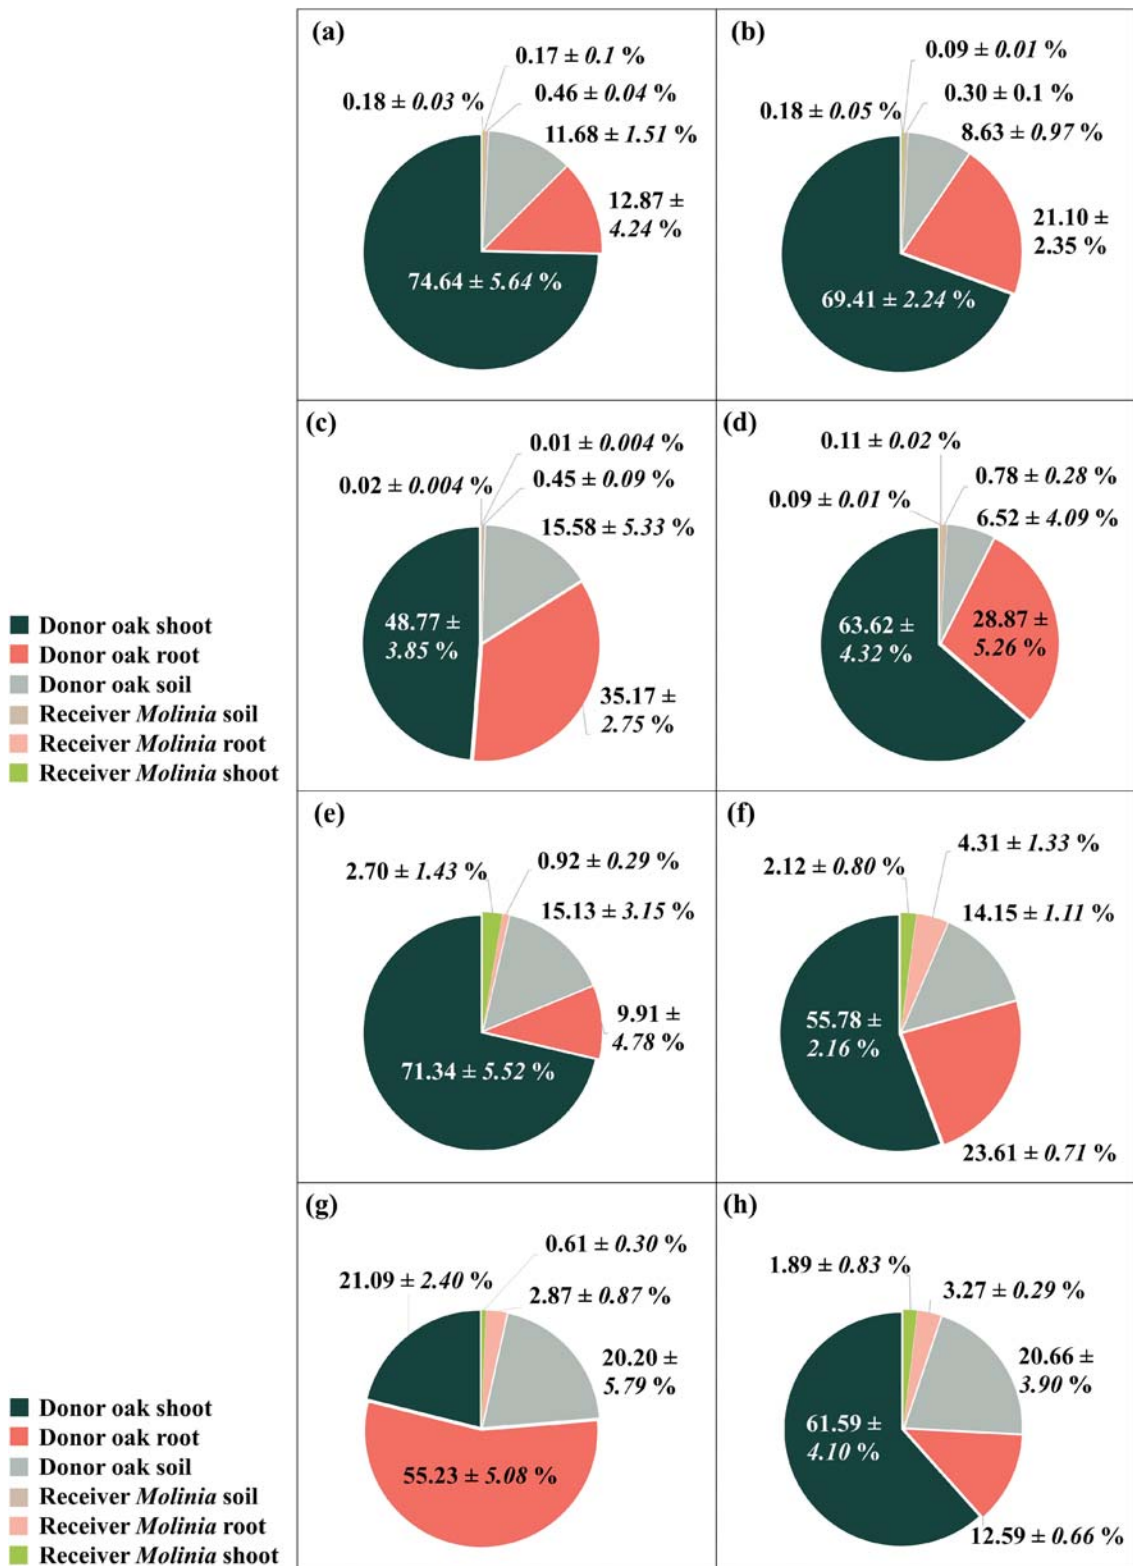 (a)
0.17 ± 0.1 %
0.18 ± 0.03 %
0.46 ± 0.04 %
11.68 ± 1.51 %
12.87 ±
4.24 %
74.64 ± 5.64 %
(b)
0.09 ± 0.01 %
0.18 ± 0.05 %
0.30 ± 0.1 %
8.63 ± 0.97 %
21.10 ±
2.35 %
69.41 ± 2.24 %
(c)
0.01 ± 0.004 %
0.02 ± 0.004 %
0.45 ± 0.09 %
15.58 ± 5.33 %
48.77 ±
3.85 %
35.17 ±
2.75 %
(d)
0.11 ± 0.02 %
0.09 ± 0.01 %
0.78 ± 0.28 %
6.52 ± 4.09 %
63.62 ±
4.32 %
28.87 ±
5.26 %
Donor oak shoot
Donor oak root
Donor oak soil
Receiver Molinia soil
Receiver Molinia root
Receiver Molinia shoot
(e)
2.70 ± 1.43 %
0.92 ± 0.29 %
15.13 ± 3.15 %
9.91 ±
4.78 %
71.34 ± 5.52 %
(f)
4.31 ± 1.33 %
2.12 ± 0.80 %
14.15 ± 1.11 %
55.78 ±
2.16 %
23.61 ± 0.71 %
(g)
0.61 ± 0.30 %
21.09 ± 2.40 %
2.87 ± 0.87 %
20.20 ±
5.79 %
55.23 ± 5.08 %
(h)
1.89 ± 0.83 %
3.27 ± 0.29 %
20.66 ±
3.90 %
61.59 ±
4.10 %
12.59 ± 0.66 %
Donor oak shoot
Donor oak root
Donor oak soil
Receiver Molinia soil
Receiver Molinia root
Receiver Molinia shoot